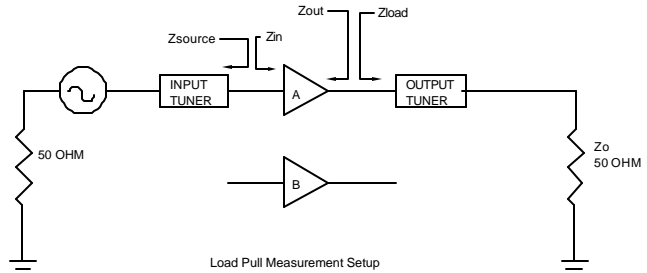 Zout
Zload
Zsource
Zin
INPUT
TUNER
A
OUTPUT
TUNER
50 OHM
Zo
50 OHM
B
Load Pull Measurement Setup